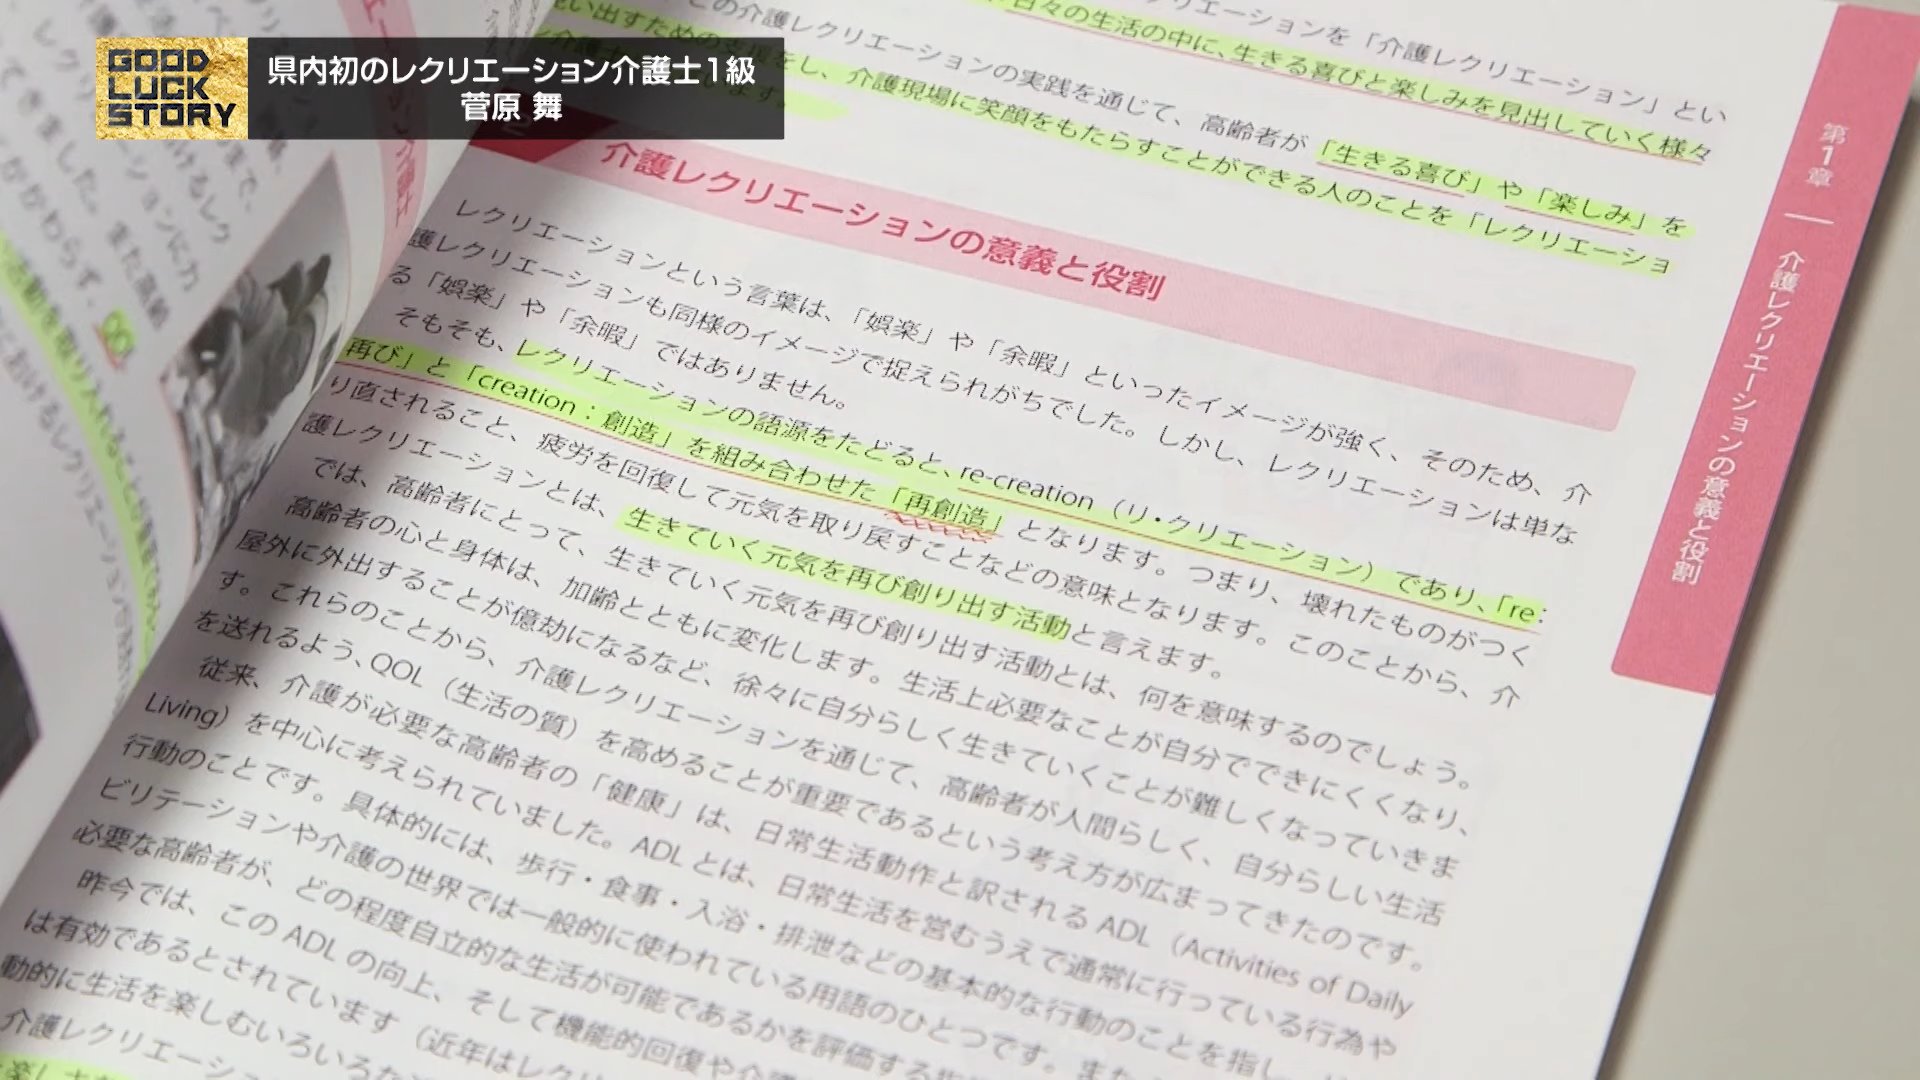 GOOD
LUCK
STORY
県内初のレクリエーション介護士1級
菅原 舞
リエーションを「介護レクリエーション」とい
日々の生活の中に、生きる喜びと楽しみを見出していく様々
この介護レクリエーションの実践を通じて、高齢者が「生きる喜び」や「楽しみ」を
い出すための支援をし、介護現場に笑顔をもたらすことができる人のことを「レクリエーショ
介護レクリエーションの意義と役割
レクリエーションという言葉は、「娯楽」や「余暇」といったイメージが強く、そのため、介
護レクリエーションも同様のイメージで捉えられがちでした。しかし、レクリエーションは単な
る「娯楽」や「余暇」ではありません。
そもそも、レクリエーションの語源をたどると、re-creation（リ・クリエーション）であり、「re：
再び」と「creation：創造」を組み合わせた「再創造」となります。つまり、壊れたものがつく
り直されること、疲労を回復して元気を取り戻すことなどの意味となります。このことから、介
護レクリエーションとは、生きていく元気を再び創り出す活動と言えます。
では、高齢者にとって、生きていく元気を再び創り出す活動とは、何を意味するのでしょう。
高齢者の心と身体は、加齢とともに変化します。生活上必要なことが自分でできにくくなり、
屋外に外出することが億劫になるなど、徐々に自分らしく生きていくことが難しくなっていきま
す。これらのことから、介護レクリエーションを通じて、高齢者が人間らしく、自分らしい生活
を送れるよう、QOL（生活の質）を高めることが重要であるという考え方が広まってきたのです。
従来、介護が必要な高齢者の「健康」は、日常生活動作と訳される ADL（Activities of Daily
Living）を中心に考えられていました。ADL とは、日常生活を営むうえで通常に行っている行為や
行動のことです。具体的には、歩行・食事・入浴・排泄などの基本的な行動のことを指し、
ビリテーションや介護の世界では一般的に使われている用語のひとつです。また
必要な高齢者が、どの程度自立的な生活が可能であるかを評価する
昨今では、この ADL の向上、そして機能的回復や介
は有効であるとされています（近年はレク
動的に生活を楽しむいろいろな
介護レクリエーシ
第1章 介護レクリエーションの意義と役割
QOL